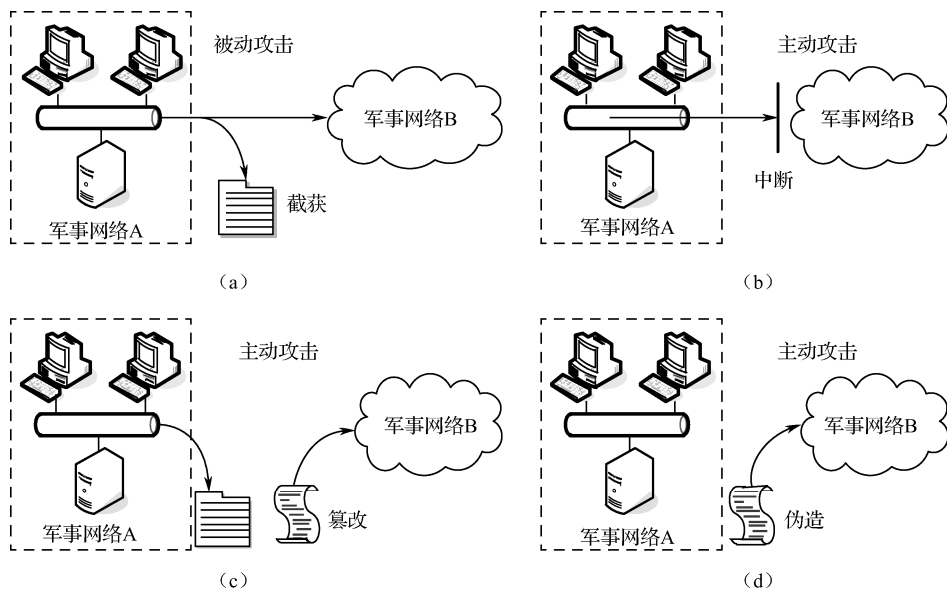 被动攻击
军事网络B
截获
军事网络A
（a）
主动攻击
军事网络B
中断
军事网络A
（b）
主动攻击
军事网络B
篡改
军事网络A
（c）
主动攻击
军事网络B
伪造
军事网络A
（d）